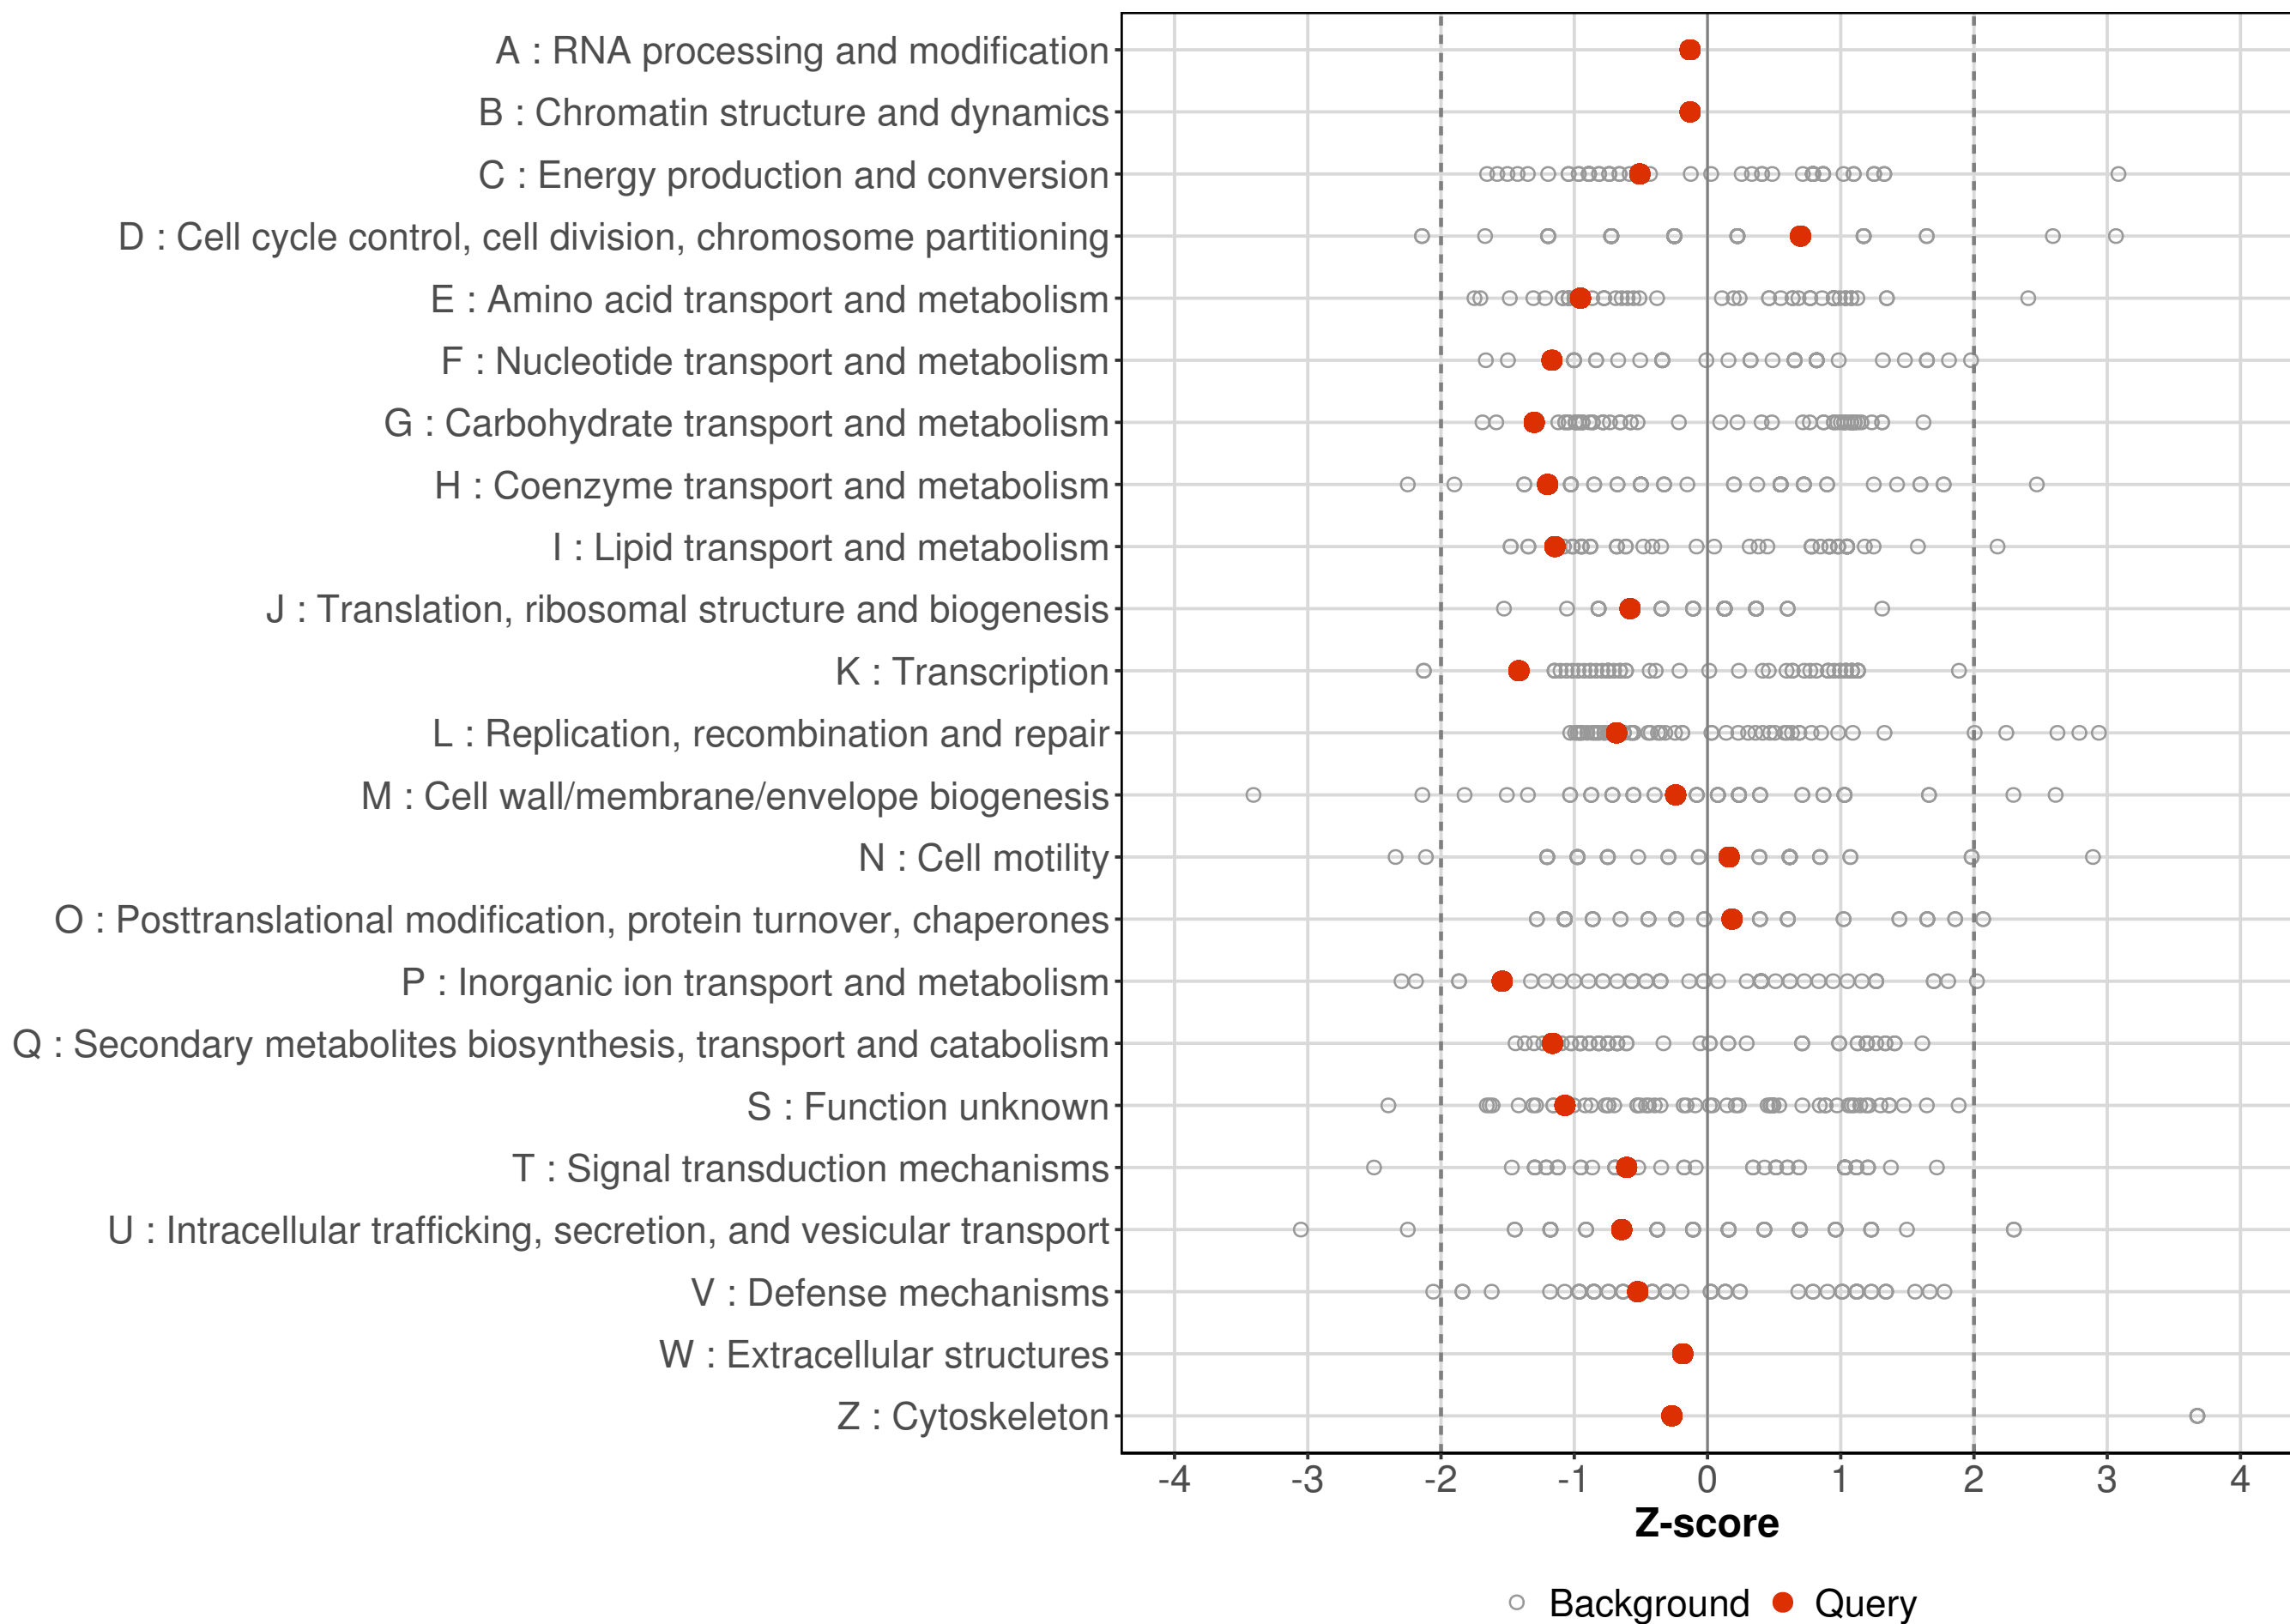 A : RNA processing and modification
B : Chromatin structure and dynamics
C : Energy production and conversion
D : Cell cycle control, cell division, chromosome partitioning
E : Amino acid transport and metabolism
F : Nucleotide transport and metabolism
G : Carbohydrate transport and metabolism
H : Coenzyme transport and metabolism
I : Lipid transport and metabolism
J : Translation, ribosomal structure and biogenesis
K : Transcription
L : Replication, recombination and repair
M : Cell wall/membrane/envelope biogenesis
N : Cell motility
O : Posttranslational modification, protein turnover, chaperones
P : Inorganic ion transport and metabolism
Q : Secondary metabolites biosynthesis, transport and catabolism
S : Function unknown
T : Signal transduction mechanisms
U : Intracellular trafficking, secretion, and vesicular transport
V : Defense mechanisms
W : Extracellular structures
Z : Cytoskeleton
-4 -3 -2 -1 0 1 2 3 4
Z-score
Background Query